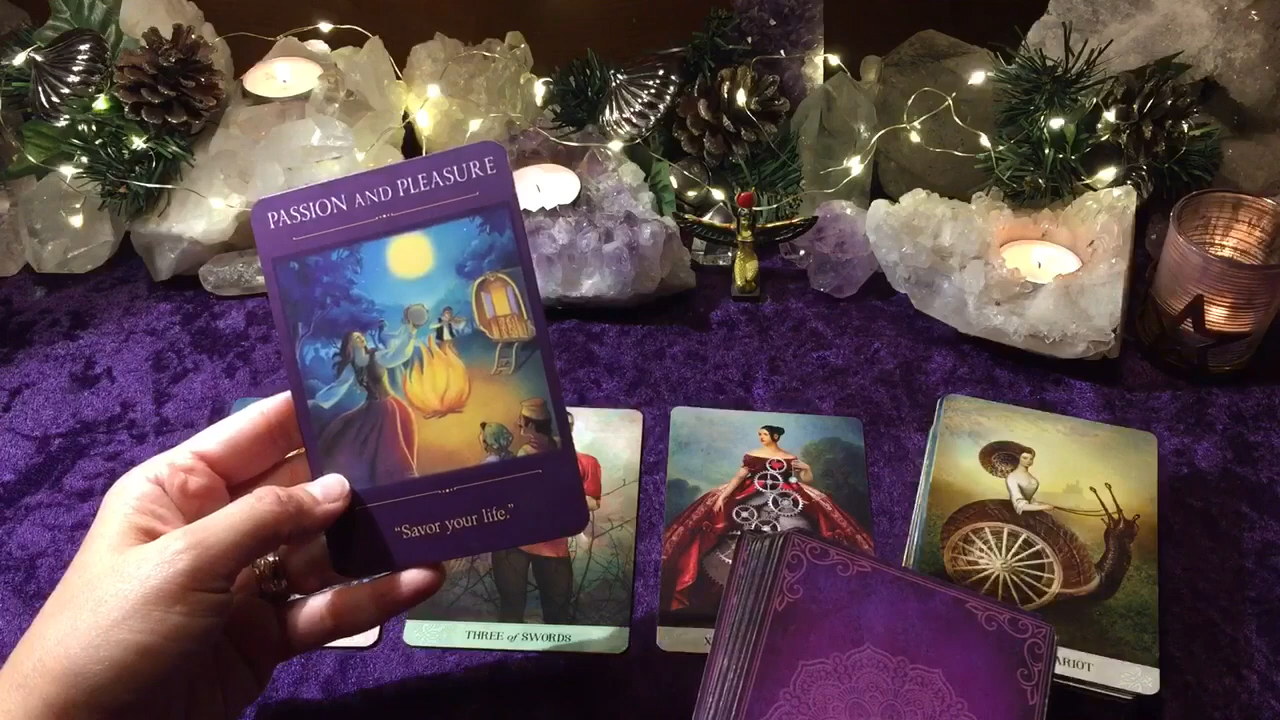 PASSION AND PLEASURE
"Savor your life."
THREE of SWORDS
X
ARIOT